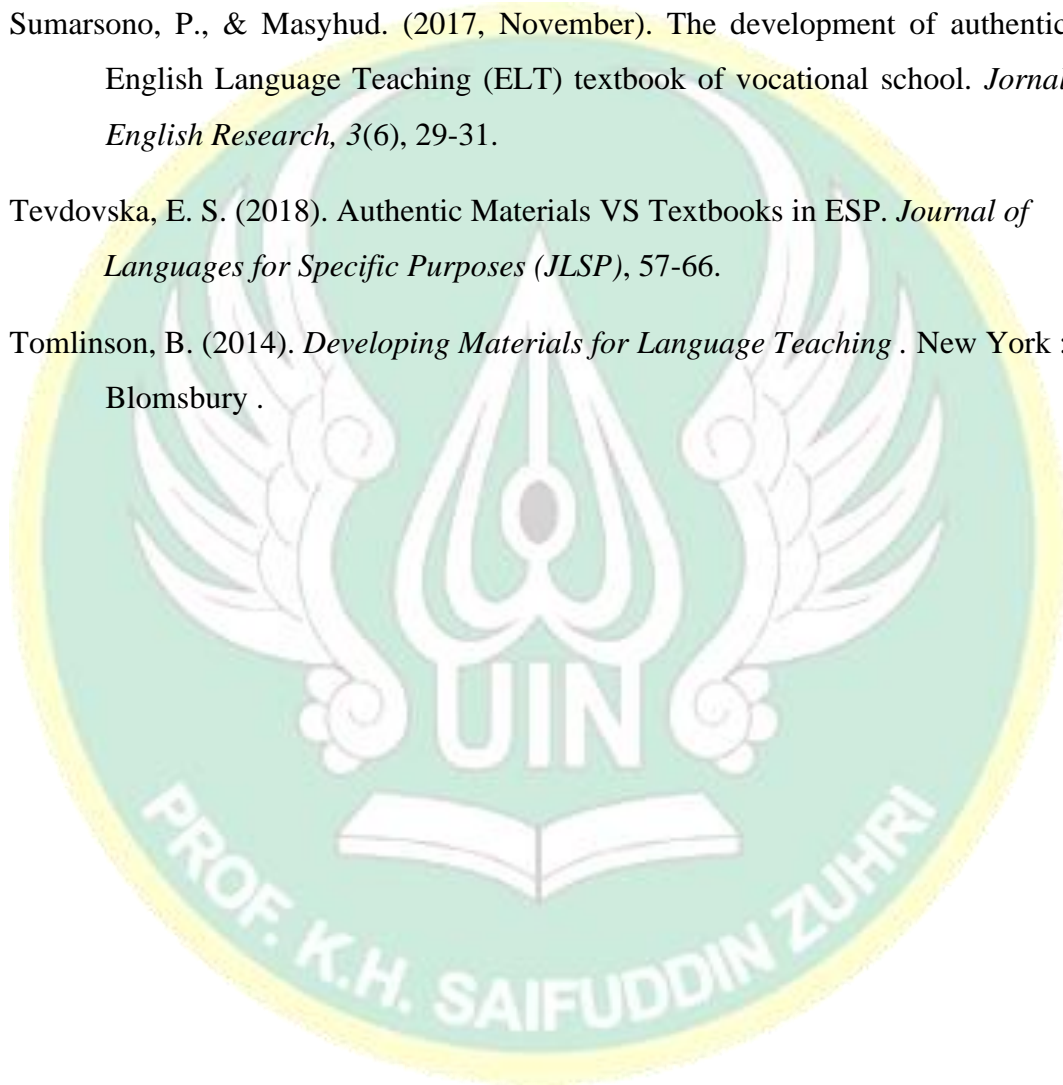 Sumarsono, P., & Masyhud. (2017, November). The development of authentic
English Language Teaching (ELT) textbook of vocational school. Jornal
English Research, 3(6), 29-31.
Tevdovska, E. S. (2018). Authentic Materials VS Textbooks in ESP. Journal of
Languages for Specific Purposes (JLSP), 57-66.
Tomlinson, B. (2014). Developing Materials for Language Teaching . New York :
Blomsbury .
UIN
PROF. K.H. SAIFUDDIN ZUHRI